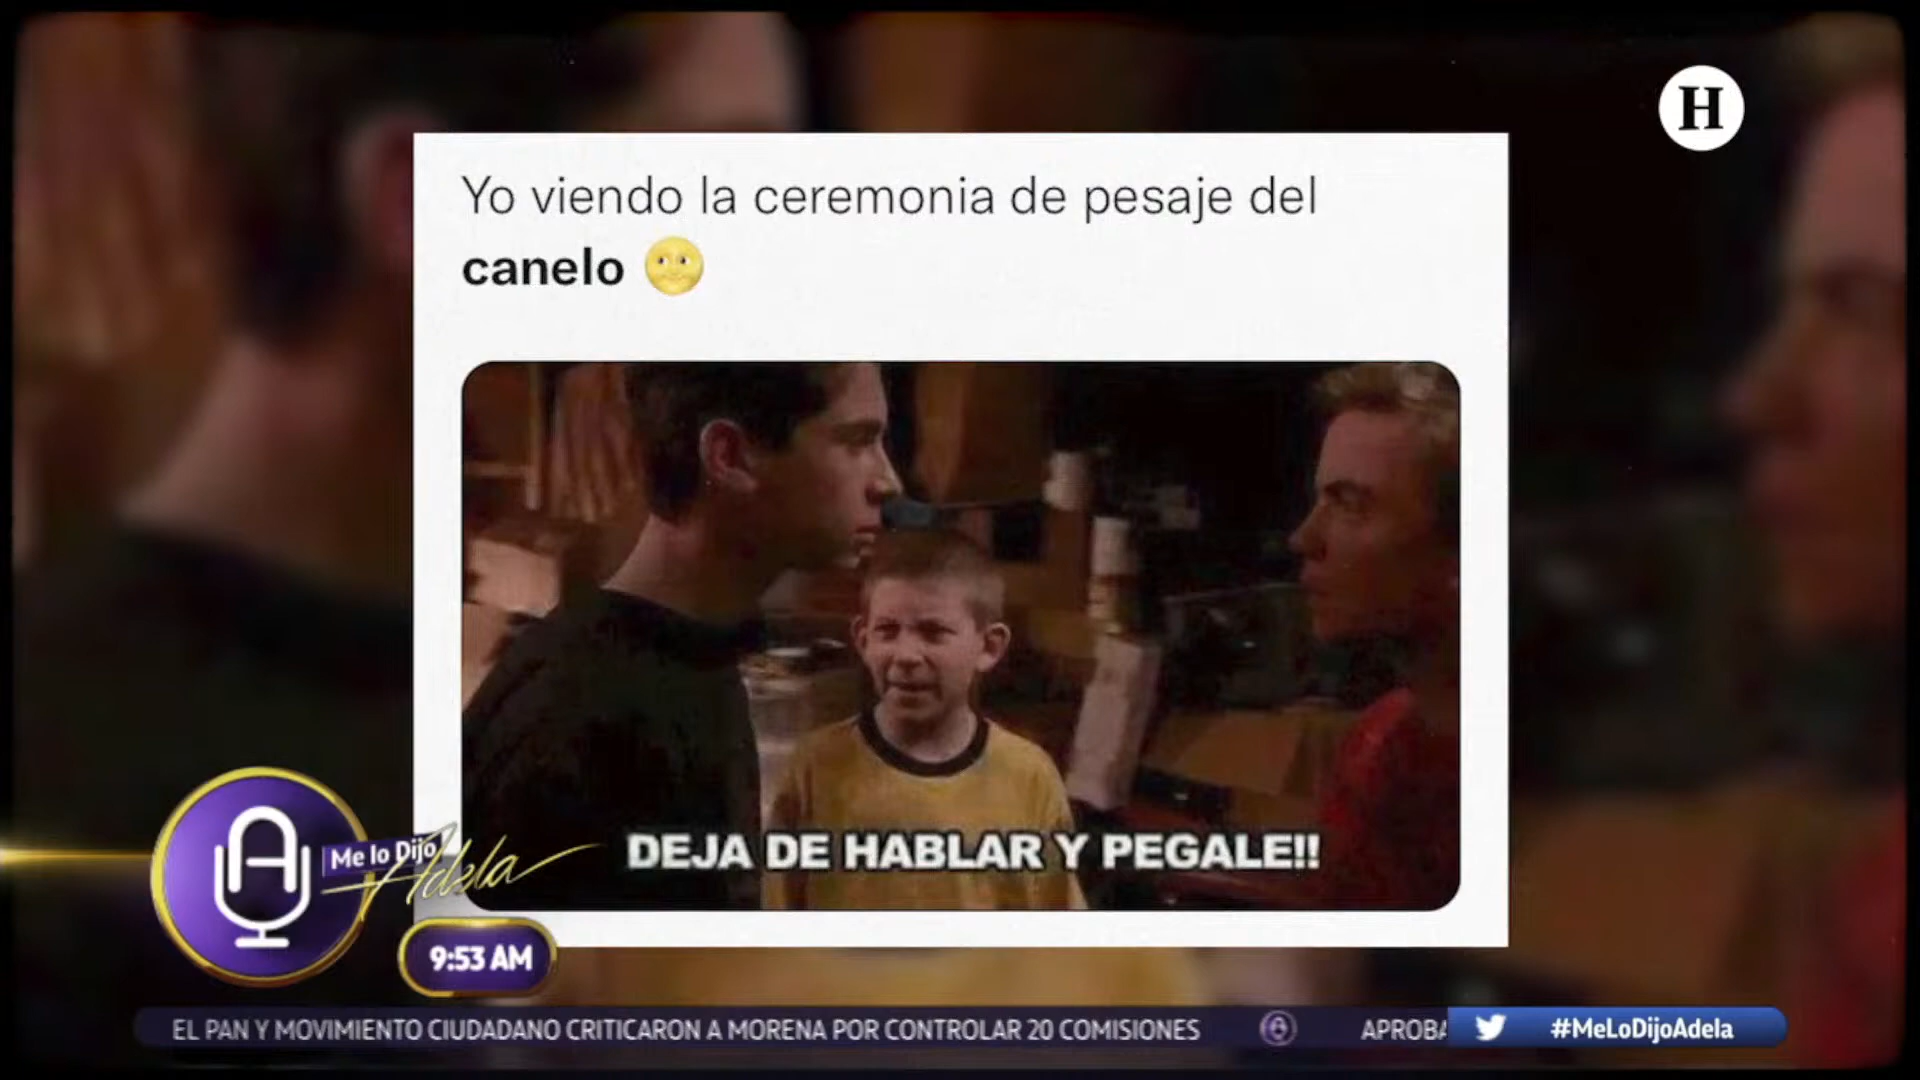 H
Yo viendo la ceremonia de pesaje del
canelo
DEJA DE HABLAR Y PEGALE!!
Me lo Dijo
Adela
9:53 AM
EL PAN Y MOVIMIENTO CIUDADANO CRITICARON A MORENA POR CONTROLAR 20 COMISIONES
APROBA
#MeLoDijoAdela